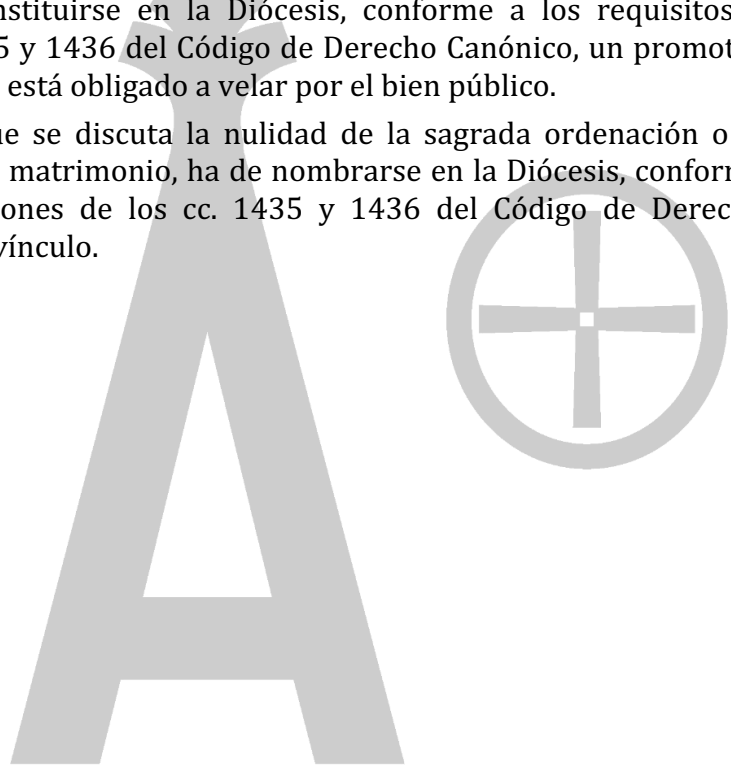 nstituirse en la Diócesis, conforme a los requisitos
5 y 1436 del Código de Derecho Canónico, un promot
está obligado a velar por el bien público.
ue se discuta la nulidad de la sagrada ordenación o
matrimonio, ha de nombrarse en la Diócesis, conform
iones de los cc. 1435 y 1436 del Código de Derec
vínculo.